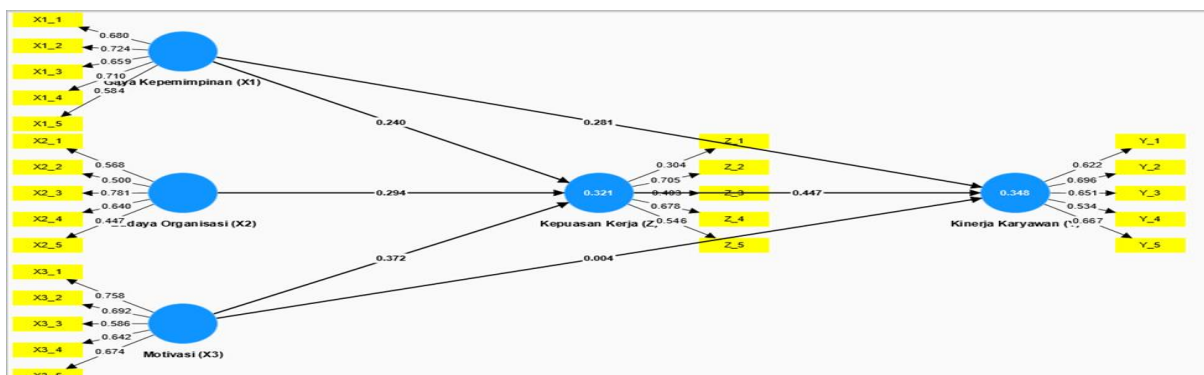 X1_1
0.680
X1_2
0.724
X1_3
0.659
X1_4
0.710
X1_5
0.584
Kepemimpinan (X1)
0.240
0.281
X2_1
0.568
X2_2
0.500
X2_3
0.781
X2_4
0.640
X2_5
0.447
Organisasi (X2)
0.294
0.321
Kepuasan Kerja (Z)
Z_1
0.304
Z_2
0.705
Z_3
Z_4
0.678
Z_5
0.546
0.447
0.348
Kinerja Karyawan
Y_1
0.622
Y_2
0.696
Y_3
0.651
Y_4
0.534
Y_5
0.667
0.372
0.004
X3_1
0.758
X3_2
0.692
X3_3
0.586
X3_4
0.642
0.674
Motivasi (X3)